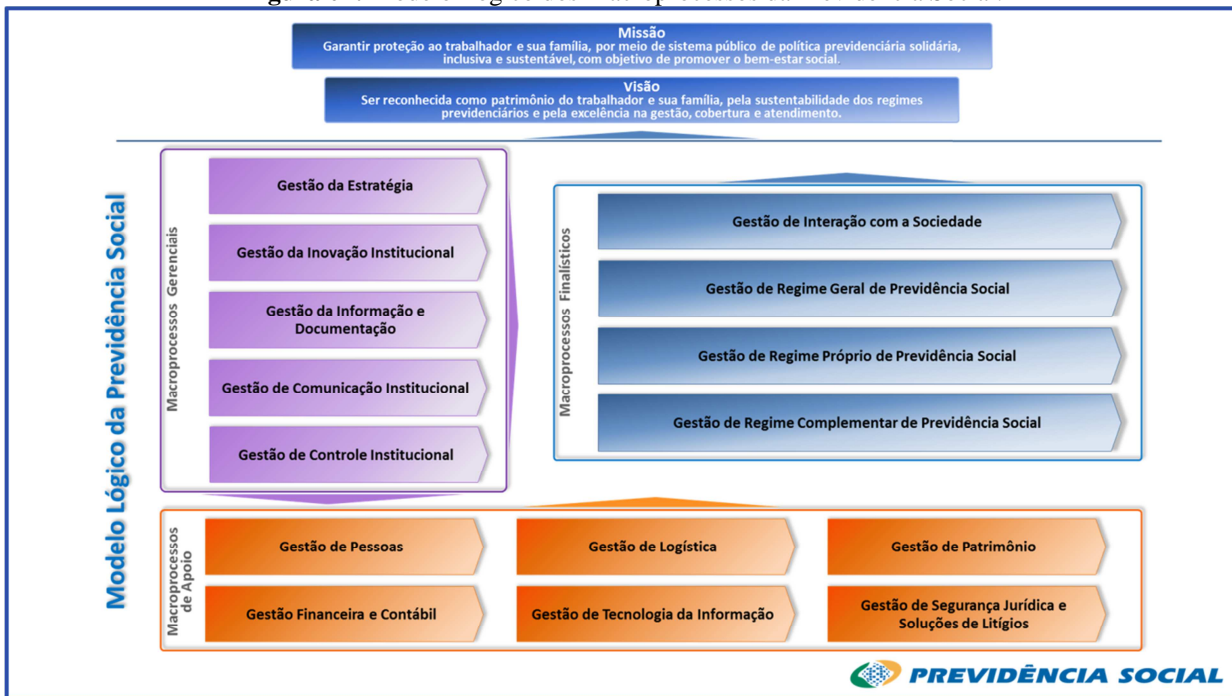 Missão
Garantir proteção ao trabalhador e sua família, por meio de sistema público de política previdenciária solidária,
inclusiva e sustentável, com objetivo de promover o bem-estar social.
Visão
Ser reconhecida como patrimônio do trabalhador e sua família, pela sustentabilidade dos regimes
previdenciários e pela excelência na gestão, cobertura e atendimento.
Modelo Lógico da Previdência Social
Macroprocessos Gerenciais
Gestão da Estratégia
Gestão da Inovação Institucional
Gestão da Informação e
Documentação
Gestão de Comunicação Institucional
Gestão de Controle Institucional
Macroprocessos Finalísticos
Gestão de Interação com a Sociedade
Gestão de Regime Geral de Previdência Social
Gestão de Regime Próprio de Previdência Social
Gestão de Regime Complementar de Previdência Social
Macroprocessos
de Apoio
Gestão de Pessoas
Gestão de Logística
Gestão de Patrimônio
Gestão Financeira e Contábil
Gestão de Tecnologia da Informação
Gestão de Segurança Jurídica e
Soluções de Litígios
PREVIDÊNCIA SOCIAL